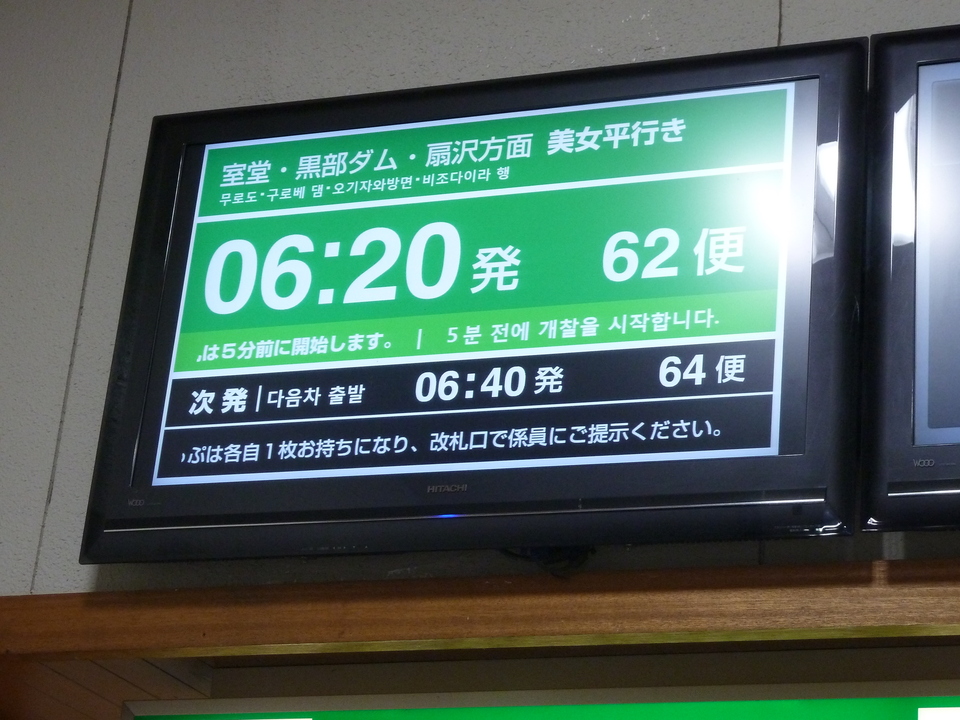 室堂・黒部ダム・扇沢方面 美女平行き
무로도·구로베 댐·오기자와방면·비조다이라 행
06:20 発 62 便
は5分前に開始します。 | 5분 전에 개찰을 시작합니다.
次発 | 다음차 출발 06:40 発 64 便
ぷは各自1枚お持ちになり、改札口で係員にご提示ください。
HITACHI
Wooo
Wooo